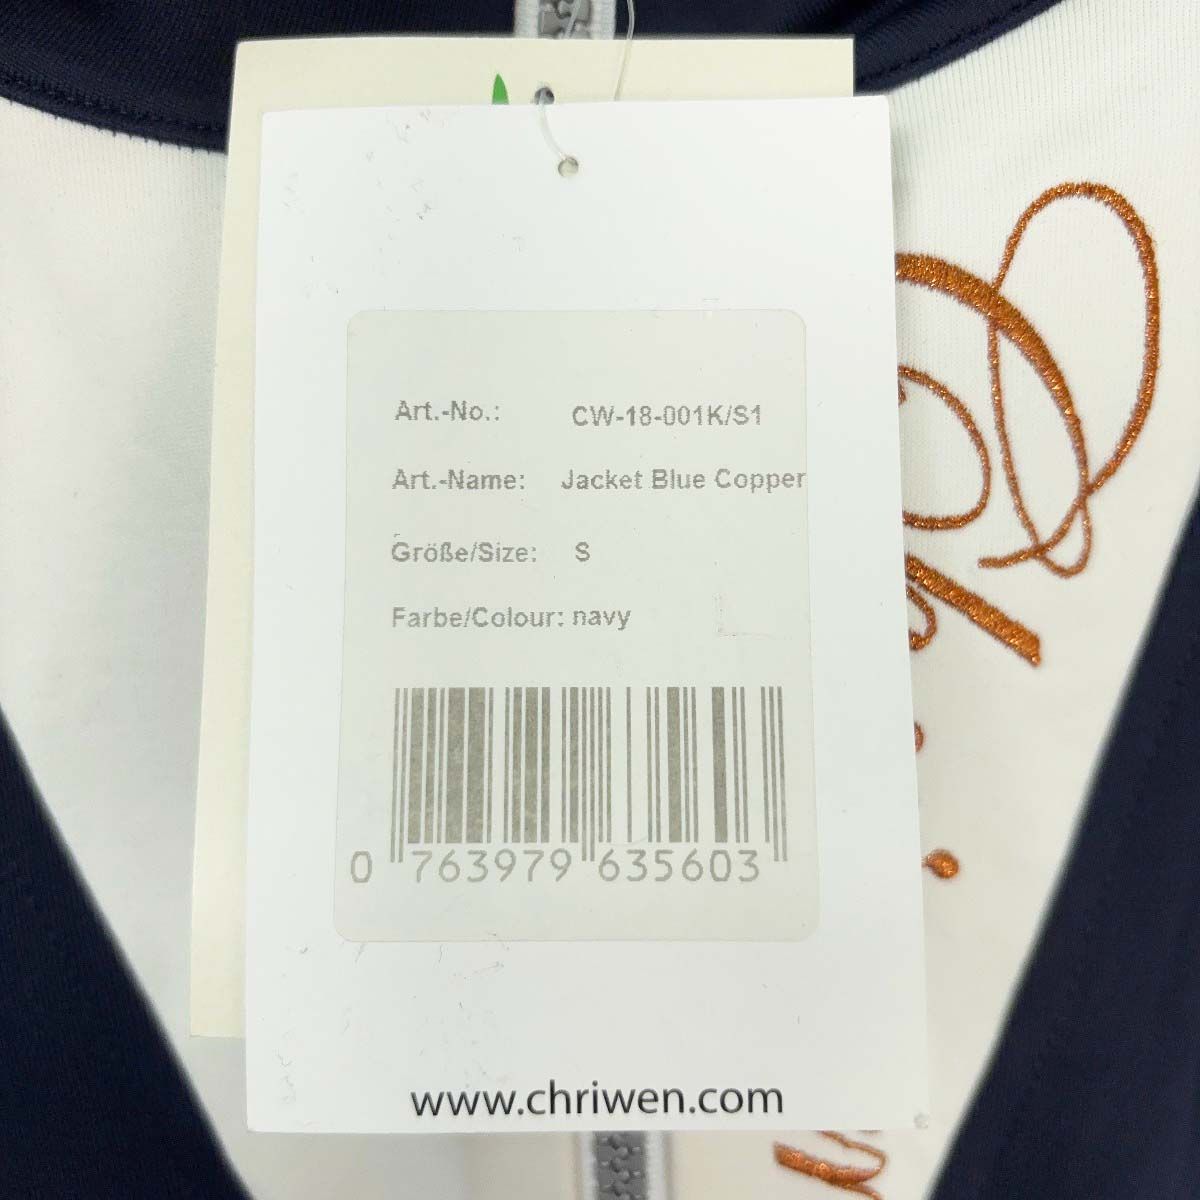 Art.-No.: CW-18-001K/S1
Art.-Name: Jacket Blue Copper
Größe/Size: S
Farbe/Colour: navy
0 763979 635603
www.chriwen.com